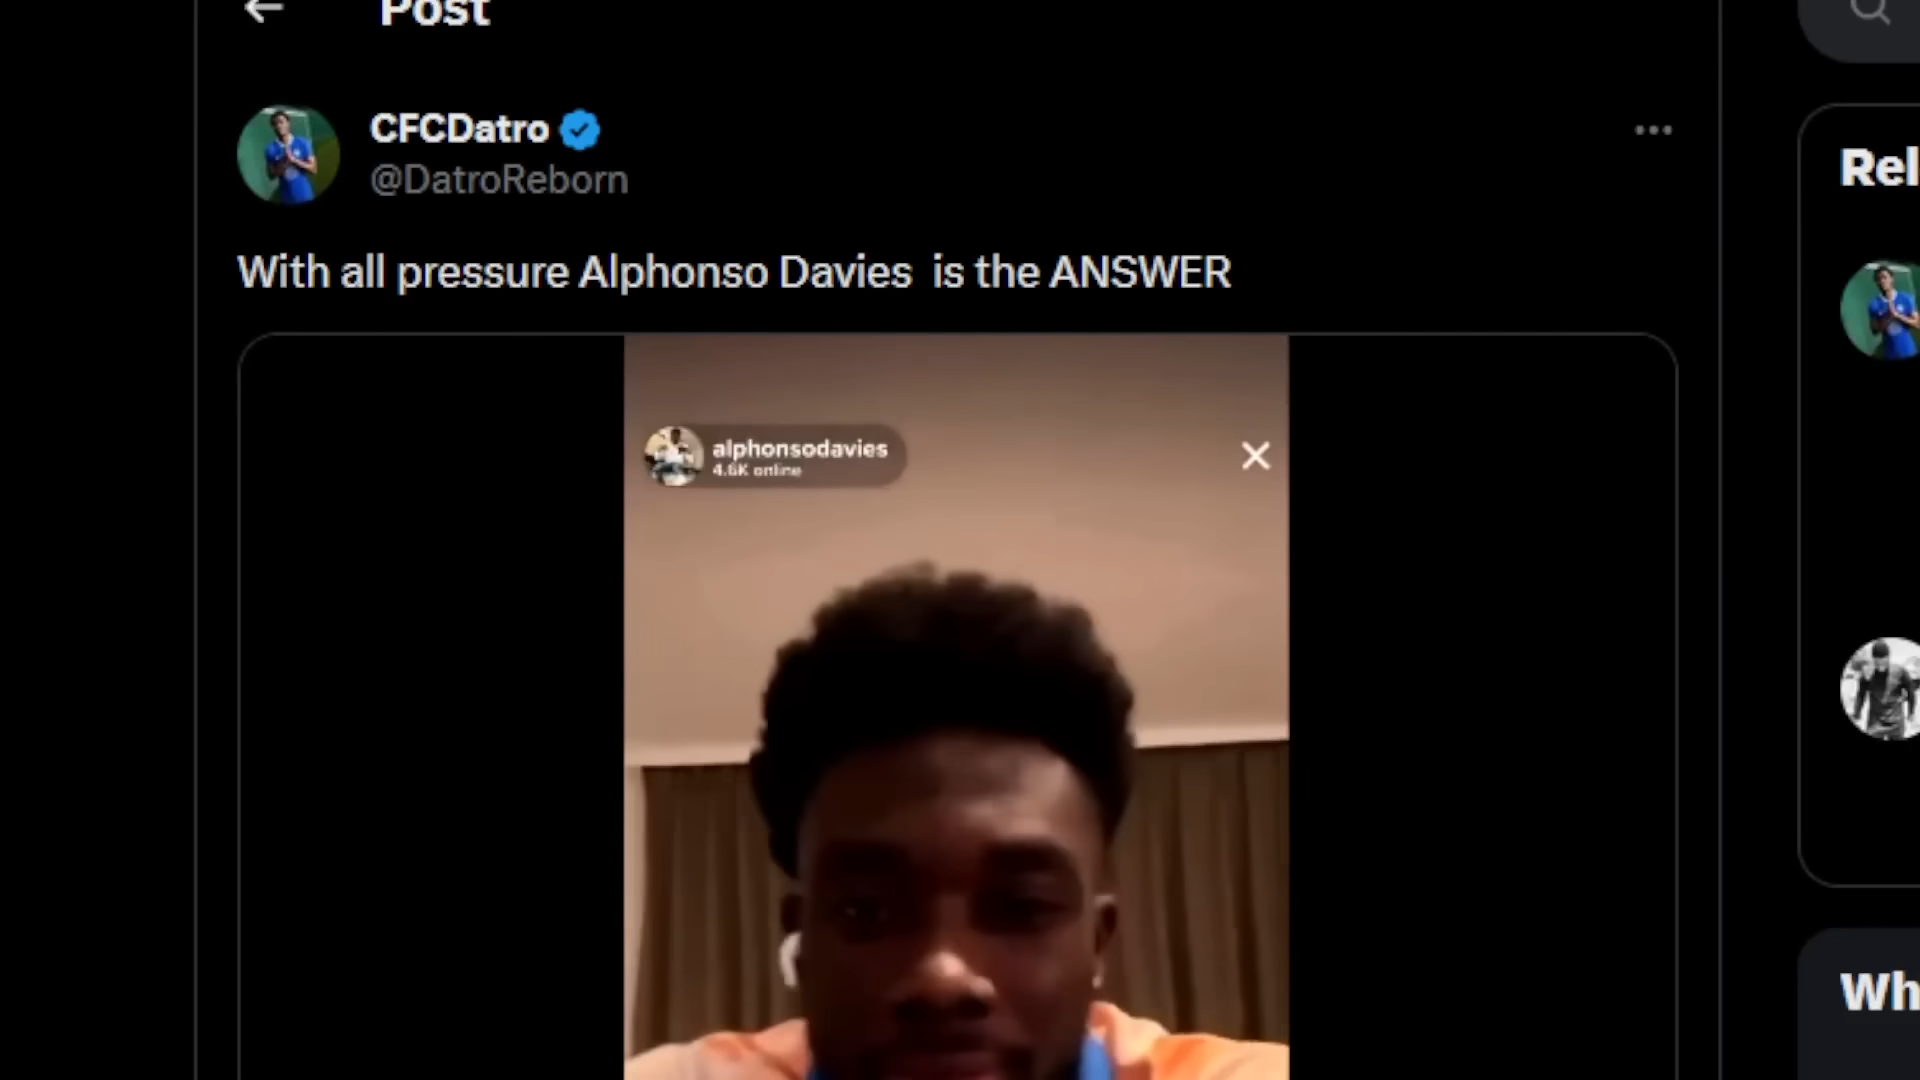 Post
CFCDatro
@DatroReborn
With all pressure Alphonso Davies is the ANSWER
alphonsodavies
4.6K online
Rel
Wh